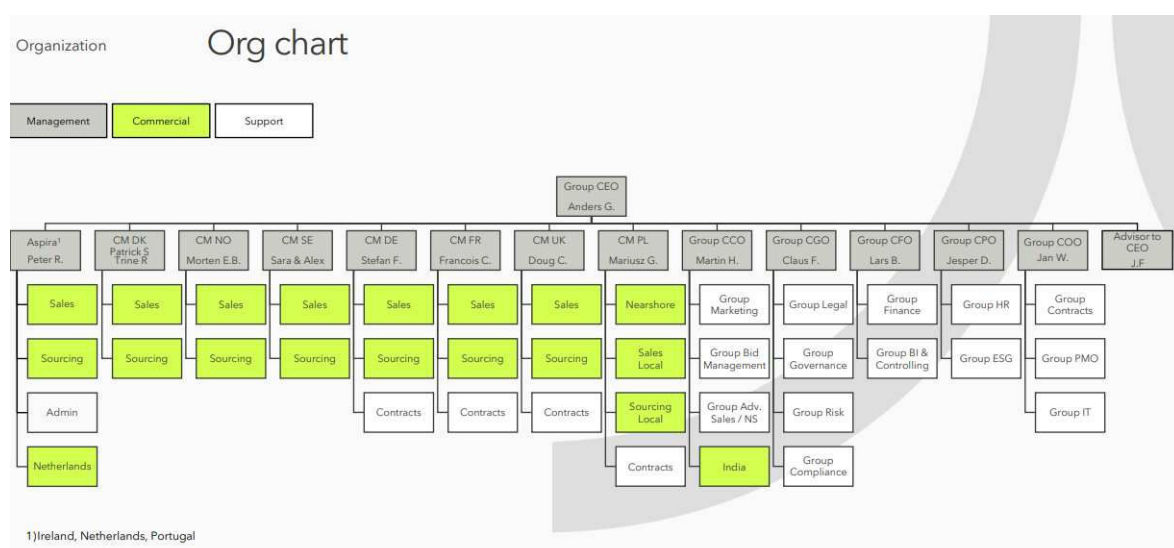 Organization
Org chart
Management
Commercial
Support
Group CEO
Anders G.
Aspira¹
Peter R.
CM DK
Patrick S
Trine R
CM NO
Morten E.B.
CM SE
Sara & Alex
CM DE
Stefan F.
CM FR
Francois C.
CM UK
Doug C.
CM PL
Mariusz G.
Group CCO
Martin H.
Group CGO
Claus F.
Group CFO
Lars B.
Group CPO
Jesper D.
Group COO
Jan W.
Advisor to
CEO
J.F
Sales
Sales
Sales
Sales
Sales
Sales
Sales
Nearshore
Group
Marketing
Group Legal
Group
Finance
Group HR
Group
Contracts
Sourcing
Sourcing
Sourcing
Sourcing
Sourcing
Sourcing
Sourcing
Sales
Local
Group Bid
Management
Group
Governance
Group BI &
Controlling
Group ESG
Group PMO
Admin
Contracts
Contracts
Contracts
Sourcing
Local
Group Adv.
Sales / NS
Group Risk
Group IT
Netherlands
Contracts
India
Group
Compliance
1)Ireland, Netherlands, Portugal